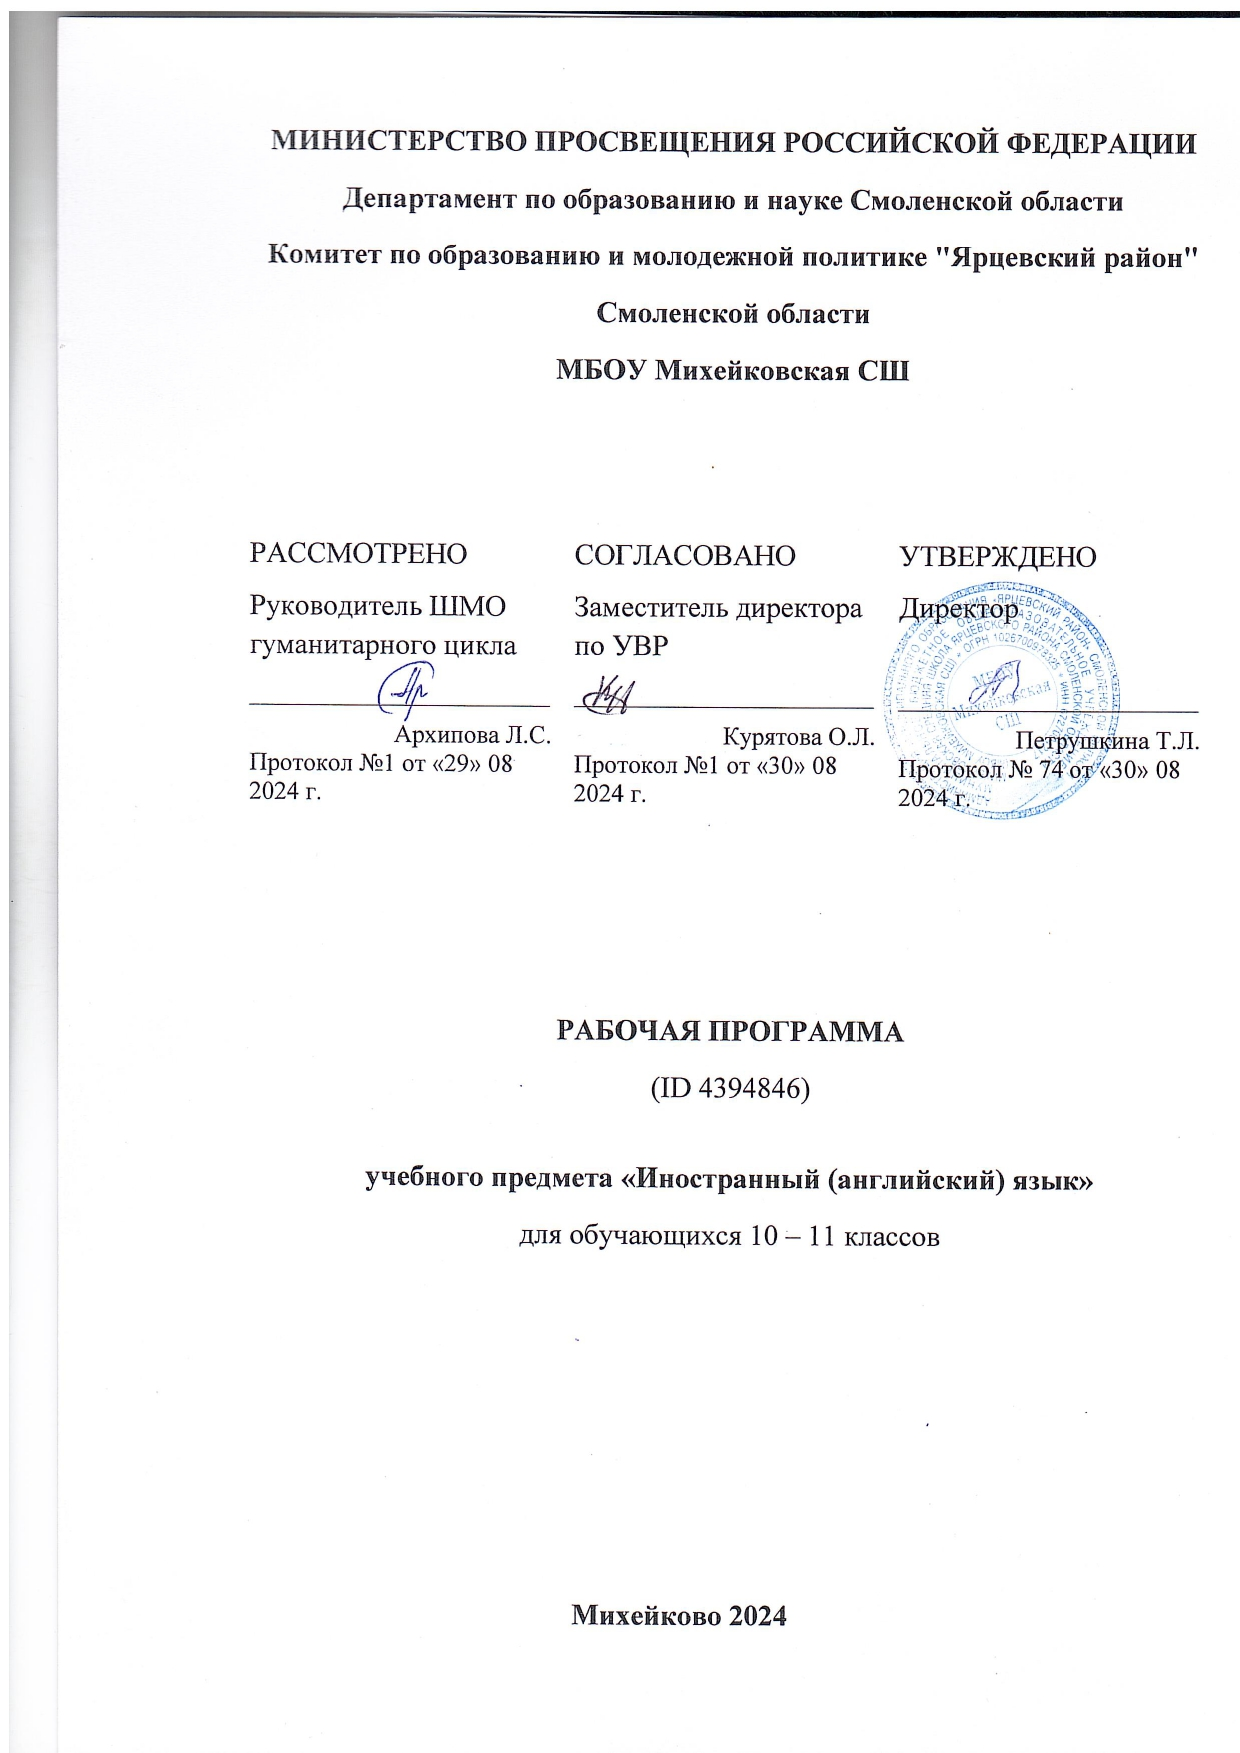 МИНИСТЕРСТВО ПРОСВЕЩЕНИЯ РОССИЙСКОЙ ФЕДЕРАЦИИ
Департамент по образованию и науке Смоленской области
Комитет по образованию и молодежной политике "Ярцевский район"
Смоленской области
МБОУ Михейковская СШ
РАССМОТРЕНО
Руководитель ШМО
гуманитарного цикла
Архипова Л.С.
Протокол №1 от «29» 08
2024 г.
СОГЛАСОВАНО
Заместитель директора
по УВР
Курятова О.Л.
Протокол №1 от «30» 08
2024 г.
УТВЕРЖДЕНО
Директор
МБОУ
Михейковская
СШ
Петрушкина Т.Л.
Протокол № 74 от «30» 08
2024 г.
РАБОЧАЯ ПРОГРАММА
(ID 4394846)
учебного предмета «Иностранный (английский) язык»
для обучающихся 10 – 11 классов
Михейково 2024